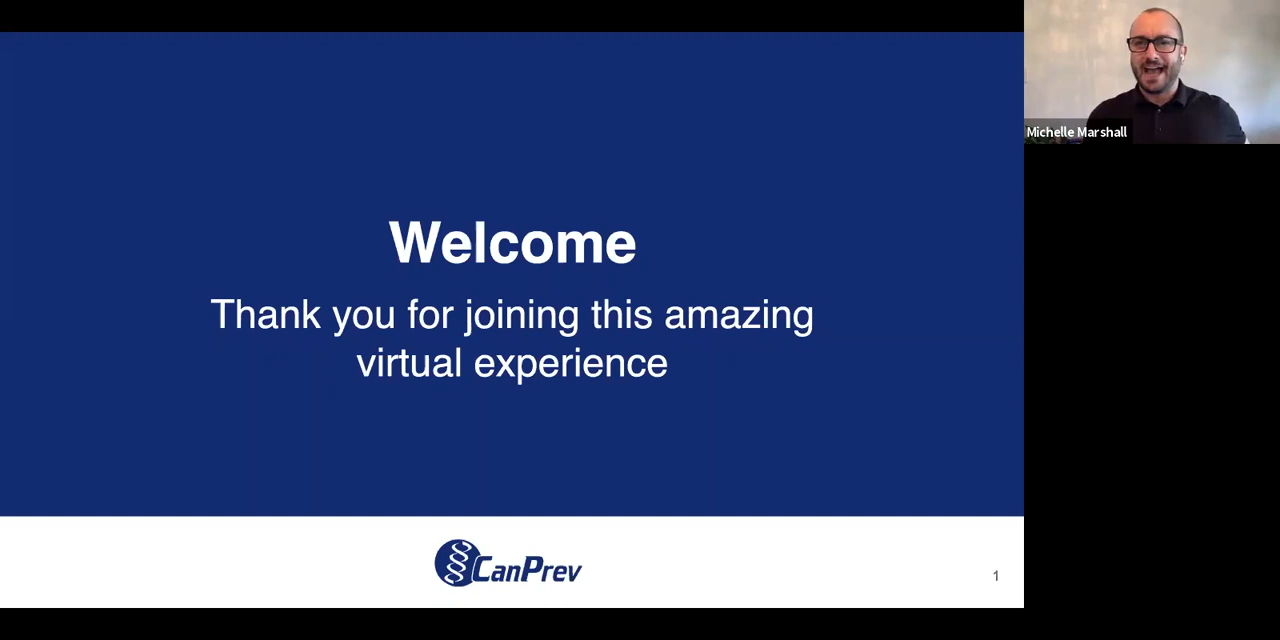 Welcome
Thank you for joining this amazing
virtual experience
CanPrev
1
Michelle Marshall